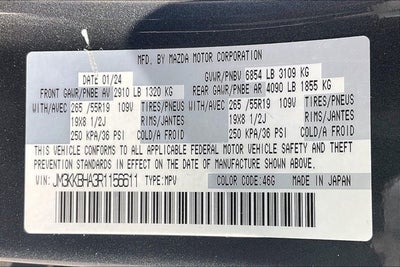 MFD. BY MAZDA MOTOR CORPORATION
DATE 01/24 GVWR/PNBV 6854 LB 3109 KG
FRONT GAWR/PNBE AV 2910 LB 1320 KG REAR GAWR/PNBE AR 4090 LB 1855 KG
WITH/AVEC 265 /55R19 109V TIRES/PNEUS WITH/AVEC 265 /55R19 109V TIRES/PNEUS
19X8 1/2J RIMS/JANTES 19X8 1/2J RIMS/JANTES
250 KPA/36 PSI COLD/A FROID 250 KPA/36 PSI COLD/A FROID
THIS VEHICLE CONFORMS TO ALL APPLICABLE FEDERAL MOTOR VEHICLE SAFETY AND THEFT
PREVENTION STANDARDS IN EFFECT ON THE DATE OF MANUFACTURE SHOWN ABOVE.
VIN: JM3KKBHA3R1156611 TYPE:MPV COLOR CODE:46G MADE IN JAPAN